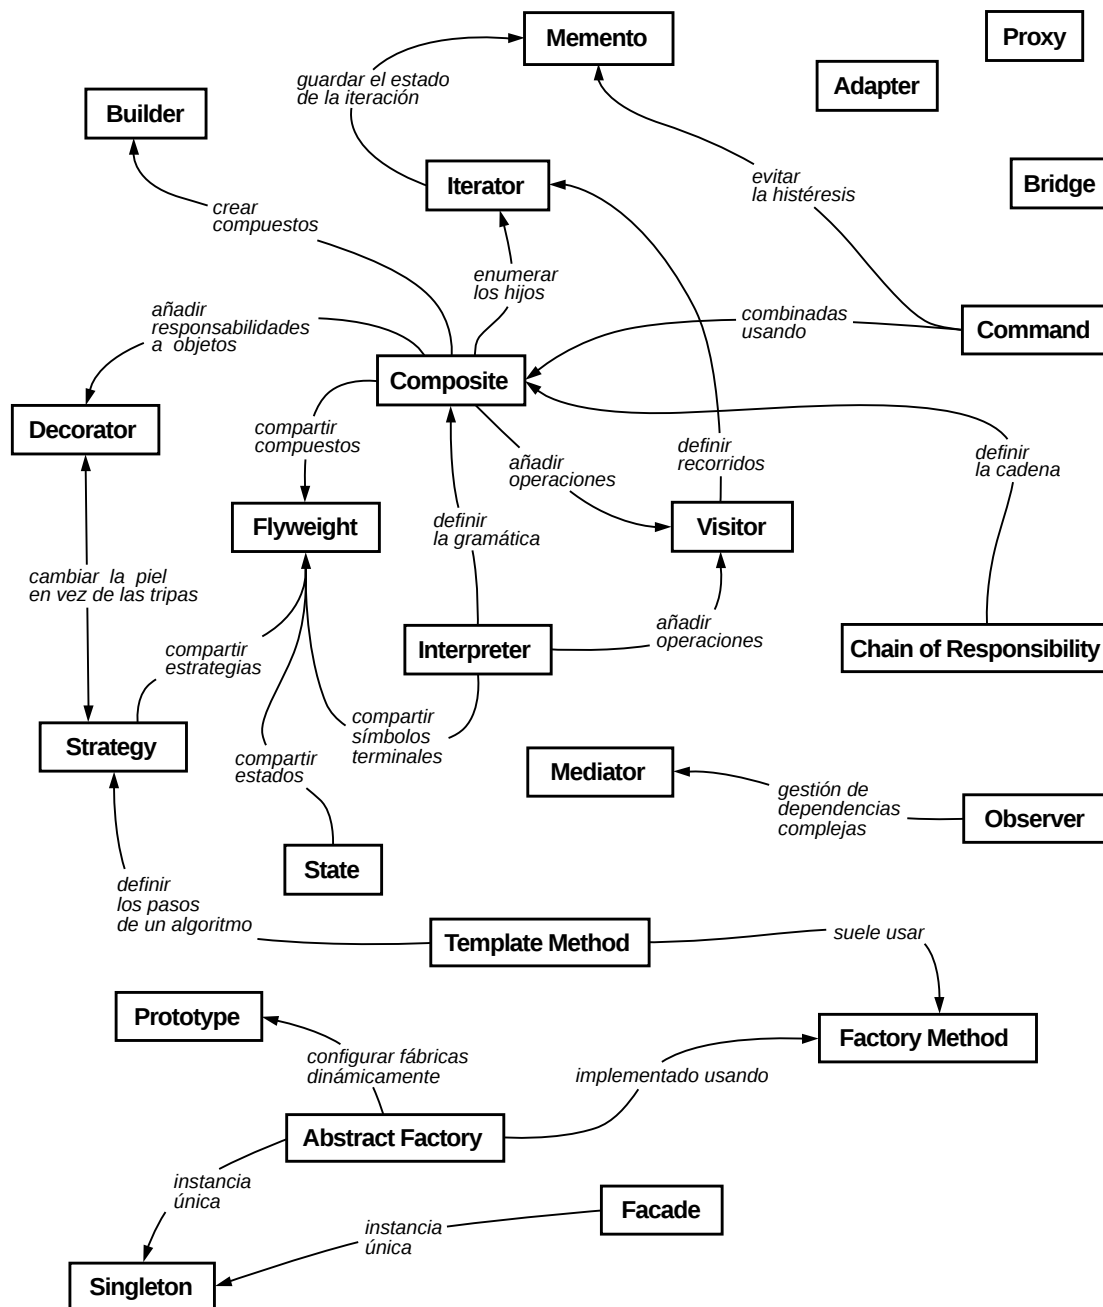 Memento
Proxy
Adapter
guardar el estado
de la iteración
Builder
Iterator
evitar
la histéresis
Bridge
crear
compuestos
enumerar
los hijos
añadir
responsabilidades
a objetos
combinadas
usando
Command
Composite
Decorator
compartir
compuestos
añadir
operaciones
definir
recorridos
definir
la cadena
Flyweight
definir
la gramática
Visitor
cambiar la piel
en vez de las tripas
compartir
estrategias
Interpreter
añadir
operaciones
Chain of Responsibility
Strategy
compartir
símbolos
terminales
compartir
estados
Mediator
gestión de
dependencias
complejas
Observer
State
definir
los pasos
de un algoritmo
Template Method
suele usar
Prototype
Factory Method
configurar fábricas
dinámicamente
implementado usando
Abstract Factory
instancia
única
Facade
instancia
única
Singleton